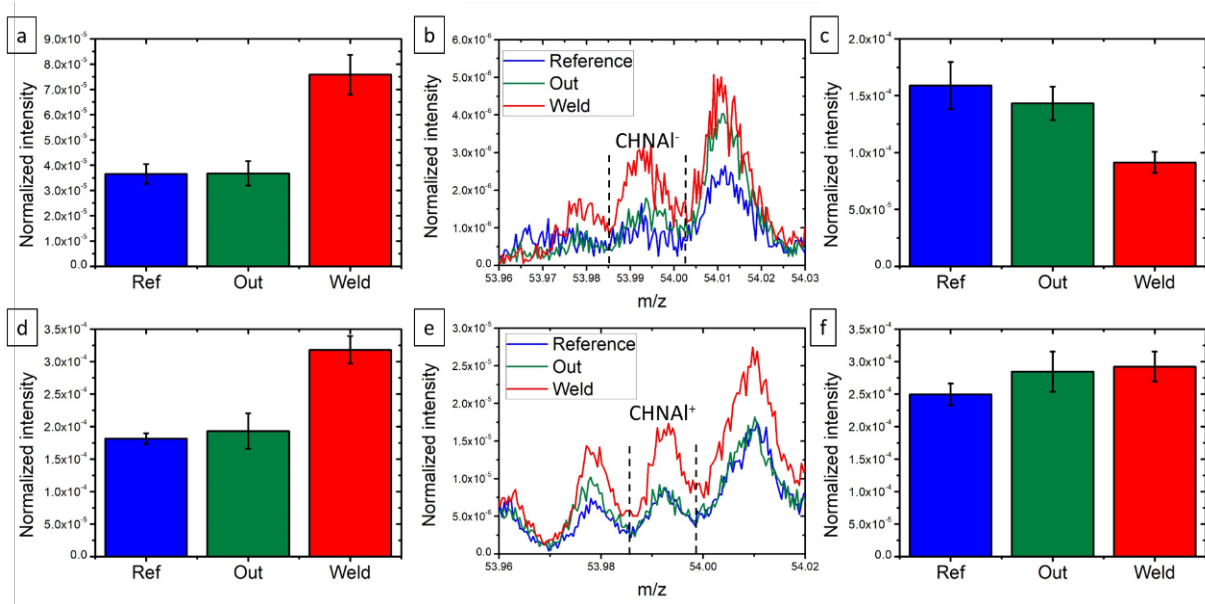 a
Normalized intensity
9.0x10⁻⁵
8.0x10⁻⁵
7.0x10⁻⁵
6.0x10⁻⁵
5.0x10⁻⁵
4.0x10⁻⁵
3.0x10⁻⁵
2.0x10⁻⁵
1.0x10⁻⁵
0.0
Ref Out Weld
b
Normalized intensity
6.0x10⁻⁶
5.0x10⁻⁶
4.0x10⁻⁶
3.0x10⁻⁶
2.0x10⁻⁶
1.0x10⁻⁶
0.0
Reference
Out
Weld
CHNAl⁻
53.96 53.97 53.98 53.99 54.00 54.01 54.02 54.03
m/z
c
Normalized intensity
2.0x10⁻⁴
1.5x10⁻⁴
1.0x10⁻⁴
5.0x10⁻⁵
0.0
Ref Out Weld
d
Normalized intensity
3.5x10⁻⁴
3.0x10⁻⁴
2.5x10⁻⁴
2.0x10⁻⁴
1.5x10⁻⁴
1.0x10⁻⁴
5.0x10⁻⁵
0.0
Ref Out Weld
e
Normalized intensity
3.0x10⁻⁵
2.5x10⁻⁵
2.0x10⁻⁵
1.5x10⁻⁵
1.0x10⁻⁵
5.0x10⁻⁶
0.0
Reference
Out
Weld
CHNAl⁺
53.96 53.98 54.00 54.02
m/z
f
Normalized intensity
3.5x10⁻⁴
3.0x10⁻⁴
2.5x10⁻⁴
2.0x10⁻⁴
1.5x10⁻⁴
1.0x10⁻⁴
5.0x10⁻⁵
0.0
Ref Out Weld